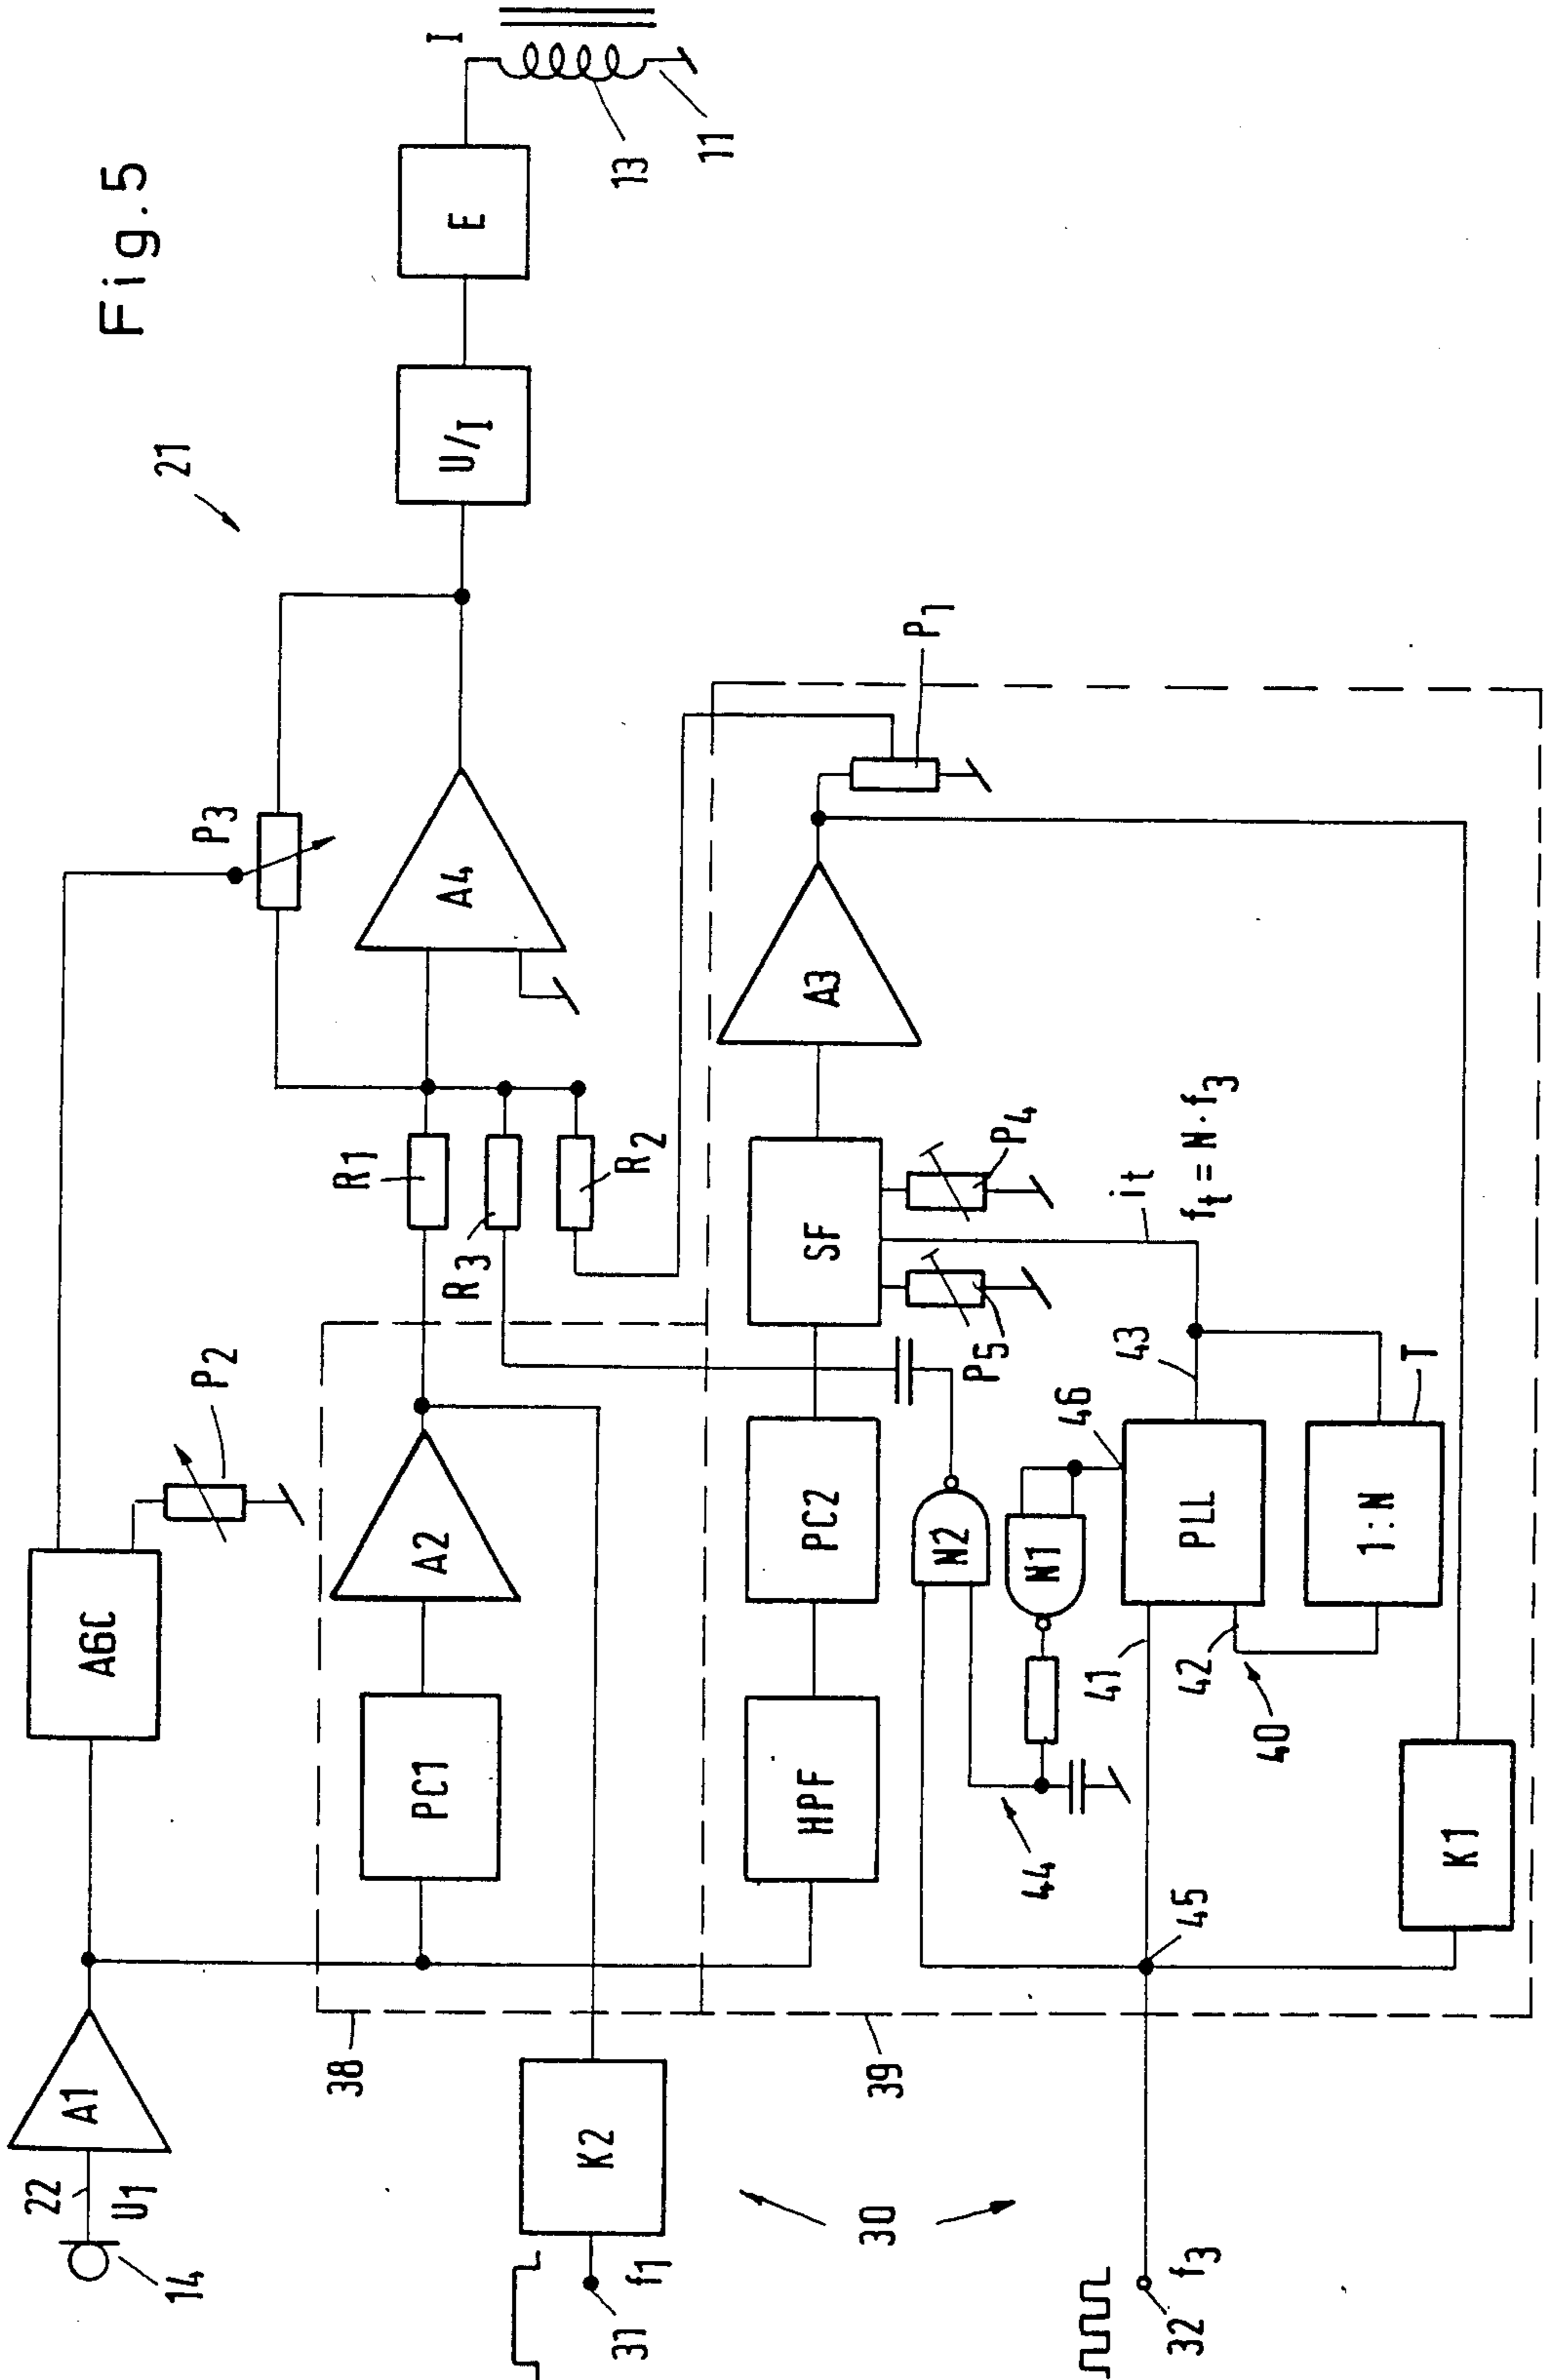 Fig.5
21
14
22
U1
A1
AGC
P2
P3
A4
U/I
E
I
13
11
38
PC1
A2
R1
R3
R2
31
f1
K2
30
39
HPF
PC2
SF
A3
P1
P5
P4
it
ft = N·f3
N2
N1
44
46
41
42
40
PLL
43
1:N
T
45
K1
32
f3